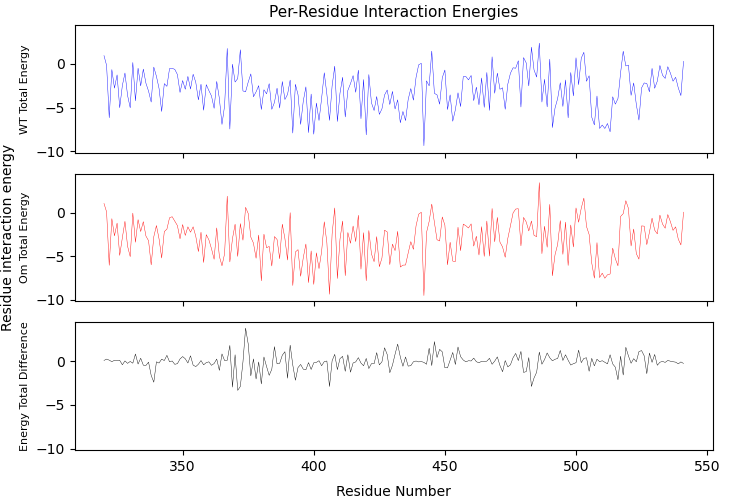 Per-Residue Interaction Energies
Residue interaction energy
WT Total Energy
0
−5
−10
Om Total Energy
0
−5
−10
Energy Total Difference
0
−5
−10
350 400 450 500 550
Residue Number